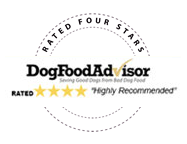 RATED FOUR STARS
DogFoodAdvisor
Saving Good Dogs From Bad Dog Food
RATED "Highly Recommended"